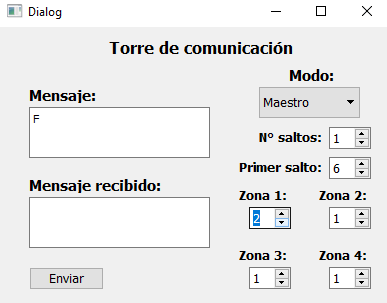 Dialog
Torre de comunicación
Modo:
Mensaje:
Maestro
F
Nº saltos: 1
Primer salto: 6
Mensaje recibido:
Zona 1: Zona 2:
2 1
Zona 3: Zona 4:
Enviar 1 1